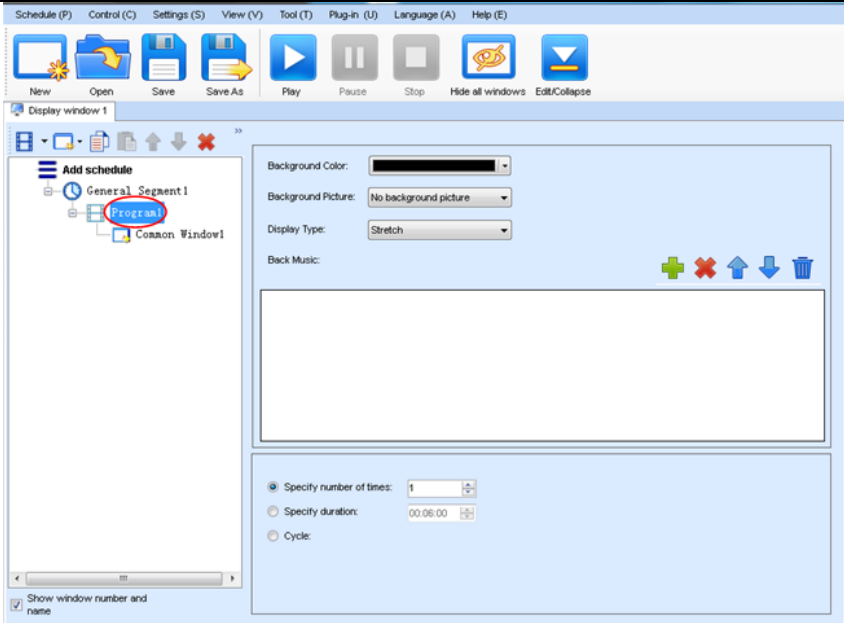 Schedule (P) Control (C) Settings (S) View (V) Tool (T) Plug-in (U) Language (A) Help (E)
New Open Save Save As Play Pause Stop Hide all windows Edit/Collapse
Display window 1
»
Add schedule
General Segment1
Program1
Common Window1
Show window number and
name
Background Color:
Background Picture: No background picture
Display Type: Stretch
Back Music:
Specify number of times: 1
Specify duration: 00:06:00
Cycle: